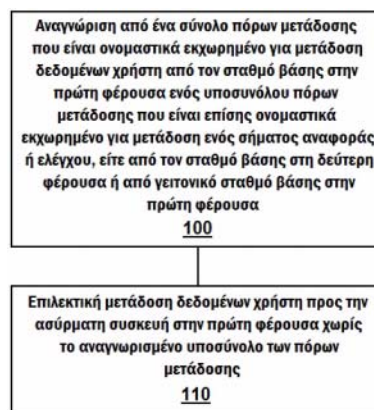 Αναγνώριση από ένα σύνολο πόρων μετάδοσης
που είναι ονομαστικά εκχωρημένο για μετάδοση
δεδομένων χρήστη από τον σταθμό βάσης στην
πρώτη φέρουσα ενός υποσυνόλου πόρων
μετάδοσης που είναι επίσης ονομαστικά
εκχωρημένο για μετάδοση ενός σήματος αναφοράς
ή ελέγχου, είτε από τον σταθμό βάσης στη δεύτερη
φέρουσα ή από γειτονικό σταθμό βάσης στην
πρώτη φέρουσα
100
Επιλεκτική μετάδοση δεδομένων χρήστη προς την
ασύρματη συσκευή στην πρώτη φέρουσα χωρίς
το αναγνωρισμένο υποσύνολο των πόρων
μετάδοσης
110